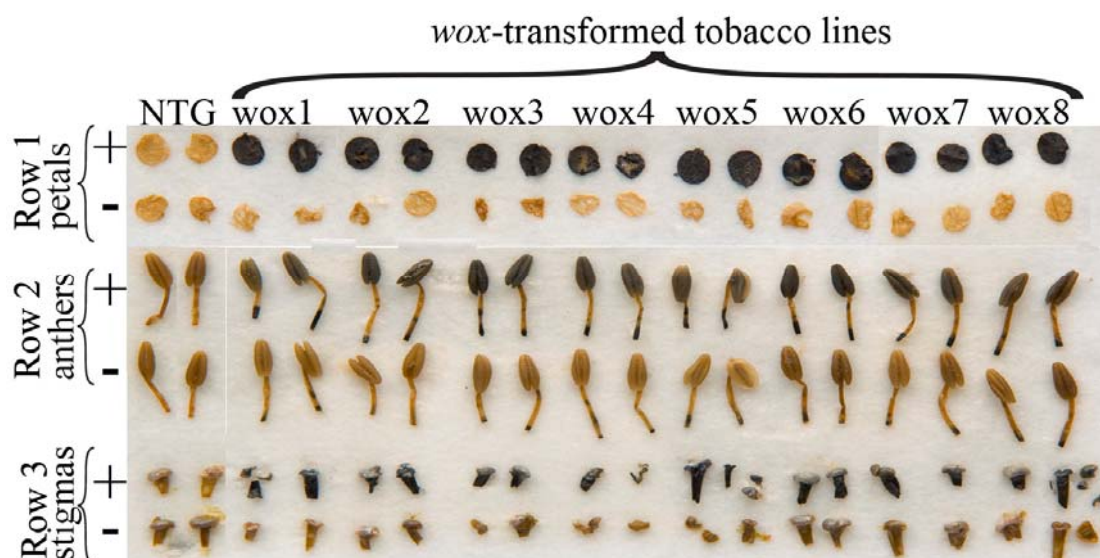 wox-transformed tobacco lines
NTG wox1 wox2 wox3 wox4 wox5 wox6 wox7 wox8
Row 1
petals
+
-
Row 2
anthers
+
-
Row 3
stigmas
+
-